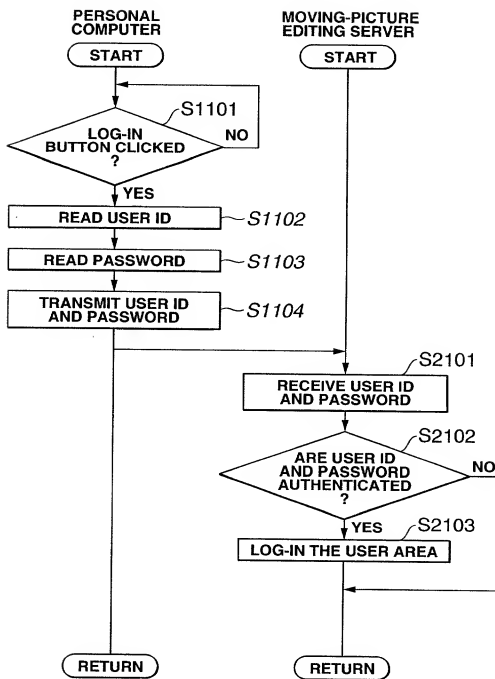 PERSONAL
COMPUTER
START
S1101
LOG-IN
BUTTON CLICKED
?
NO
YES
READ USER ID
S1102
READ PASSWORD
S1103
TRANSMIT USER ID
AND PASSWORD
S1104
RETURN
MOVING-PICTURE
EDITING SERVER
START
S2101
RECEIVE USER ID
AND PASSWORD
S2102
ARE USER ID
AND PASSWORD
AUTHENTICATED
?
NO
YES
S2103
LOG-IN THE USER AREA
RETURN